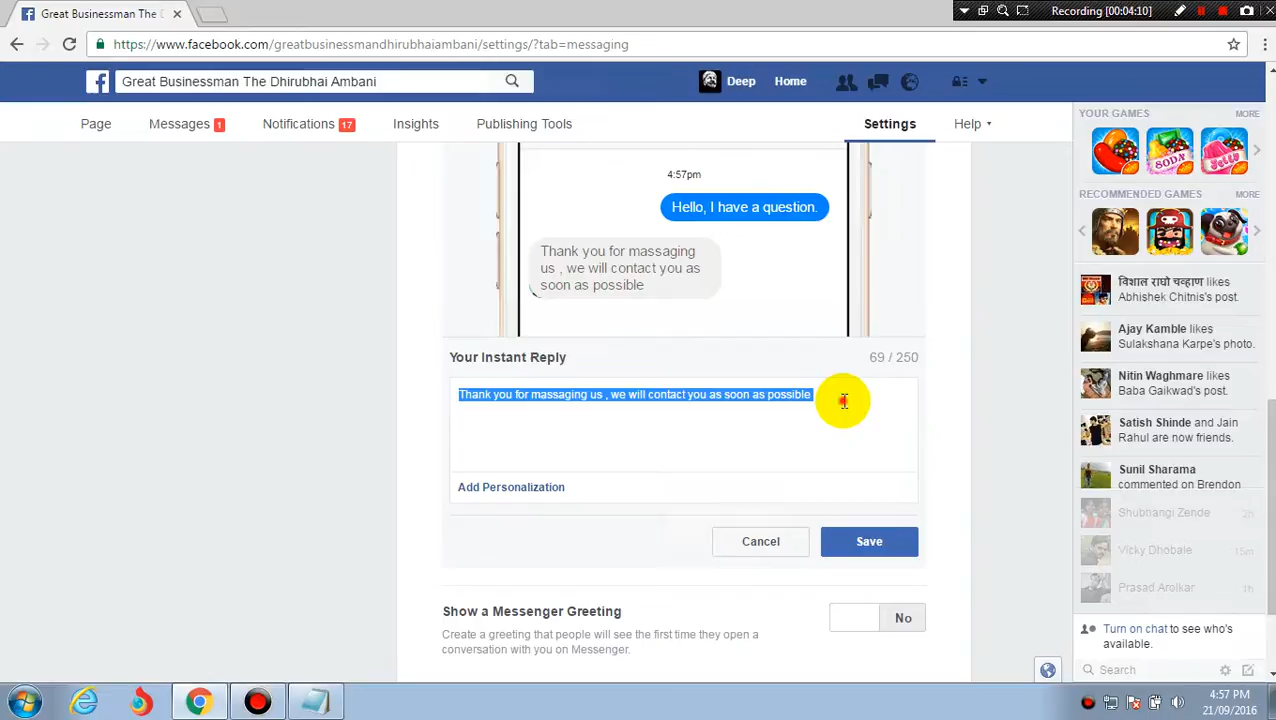 Great Businessman The D
Recording [00:04:10]
https://www.facebook.com/greatbusinessmandhirubhaiambani/settings/?tab=messaging
Great Businessman The Dhirubhai Ambani
Deep
Home
Page
Messages 1
Notifications 17
Insights
Publishing Tools
Settings
Help
YOUR GAMES
MORE
SODA
Jelly
RECOMMENDED GAMES
MORE
4:57pm
Hello, I have a question.
Thank you for massaging
us , we will contact you as
soon as possible
Your Instant Reply
69 / 250
Thank you for massaging us , we will contact you as soon as possible
Add Personalization
Cancel
Save
Show a Messenger Greeting
No
Create a greeting that people will see the first time they open a
conversation with you on Messenger.
विशाल राघो चव्हाण likes
Abhishek Chitnis's post.
Ajay Kamble likes
Sulakshana Karpe's photo.
Nitin Waghmare likes
Baba Gaikwad's post.
Satish Shinde and Jain
Rahul are now friends.
Sunil Sharama
commented on Brendon
Shubhangi Zende
2h
Vicky Dhobale
15m
Prasad Arolkar
1h
Turn on chat to see who's
available.
Search
4:57 PM
21/09/2016